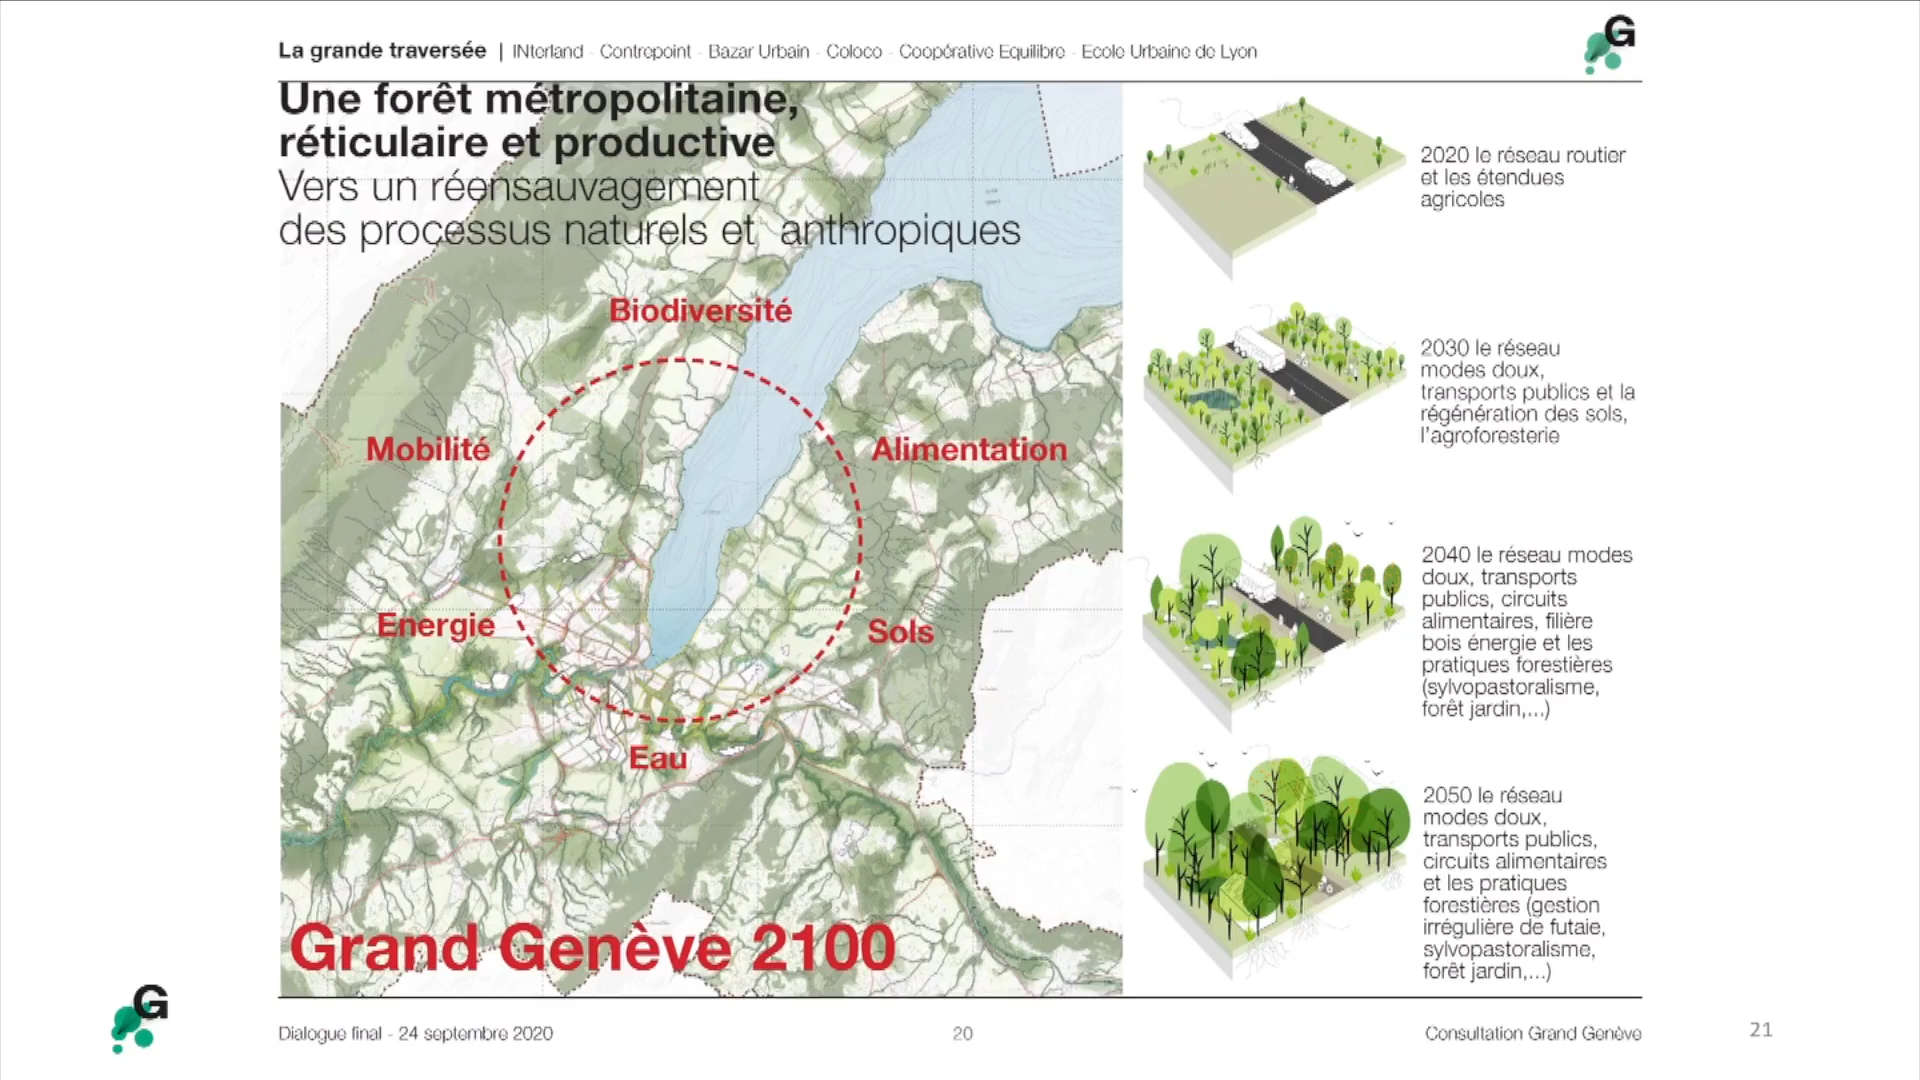 La grande traversée | INterland - Contrepoint - Bazar Urbain - Coloco - Coopérative Equilibre - Ecole Urbaine de Lyon
G
Une forêt métropolitaine,
réticulaire et productive
Vers un réensauvagement
des processus naturels et anthropiques
Biodiversité
Mobilité
Alimentation
Energie
Sols
Eau
Grand Genève 2100
2020 le réseau routier
et les étendues
agricoles
2030 le réseau
modes doux,
transports publics et la
régénération des sols,
l'agroforesterie
2040 le réseau modes
doux, transports
publics, circuits
alimentaires, filière
bois énergie et les
pratiques forestières
(sylvopastoralisme,
forêt jardin,...)
2050 le réseau
modes doux,
transports publics,
circuits alimentaires
et les pratiques
forestières (gestion
irrégulière de futaie,
sylvopastoralisme,
forêt jardin,...)
G
Dialogue final - 24 septembre 2020
20
Consultation Grand Genève
21